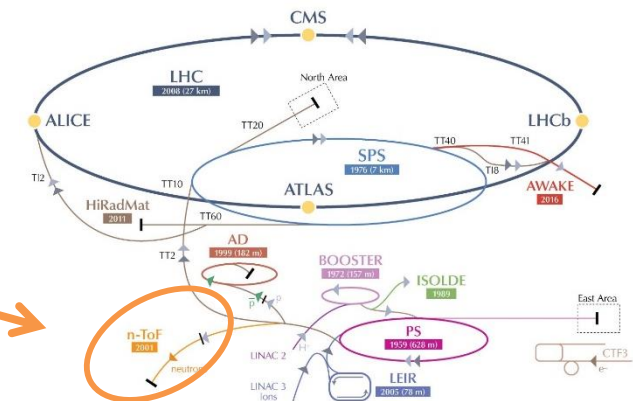 CMS
LHC
2008 (27 km)
North Area
ALICE
LHCb
TT20
TT40
TT41
SPS
1976 (7 km)
TI2
TT10
TI8
ATLAS
AWAKE
2016
HiRadMat
2011
TT60
AD
1999 (182 m)
TT2
BOOSTER
1972 (157 m)
ISOLDE
1989
p
p
East Area
n-ToF
2001
PS
1959 (628 m)
H-
neutron
LINAC 2
CTF3
e-
LINAC 3
Ions
LEIR
2005 (78 m)